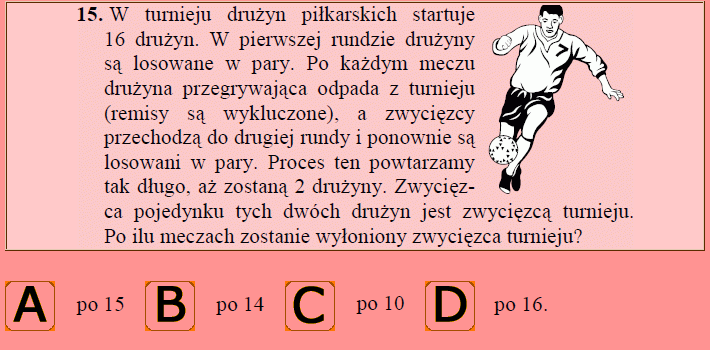 15. W turnieju drużyn piłkarskich startuje
16 drużyn. W pierwszej rundzie drużyny
są losowane w pary. Po każdym meczu
drużyna przegrywająca odpada z turnieju
(remisy są wykluczone), a zwycięzcy
przechodzą do drugiej rundy i ponownie są
losowani w pary. Proces ten powtarzamy
tak długo, aż zostaną 2 drużyny. Zwycięz-
ca pojedynku tych dwóch drużyn jest zwycięzcą turnieju.
Po ilu meczach zostanie wyłoniony zwycięzca turnieju?
A po 15 B po 14 C po 10 D po 16.